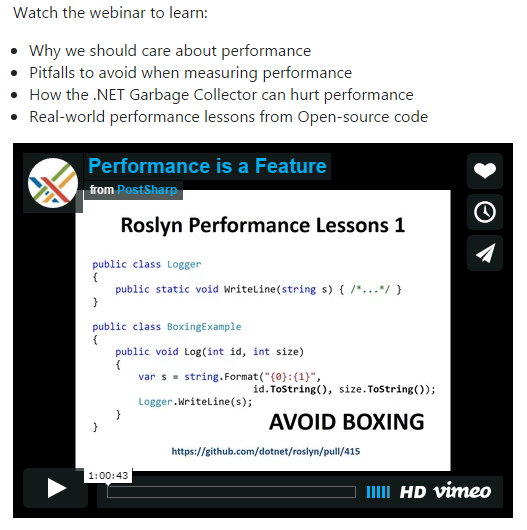 Watch the webinar to learn:
Why we should care about performance
Pitfalls to avoid when measuring performance
How the .NET Garbage Collector can hurt performance
Real-world performance lessons from Open-source code
Performance is a Feature
from PostSharp
Roslyn Performance Lessons 1
public class Logger
{
public static void WriteLine(string s) { /*...*/ }
}
public class BoxingExample
{
public void Log(int id, int size)
{
var s = string.Format("{0}:{1}",
id.ToString(), size.ToString());
Logger.WriteLine(s);
}
}
AVOID BOXING
https://github.com/dotnet/roslyn/pull/415
1:00:43
HD vimeo